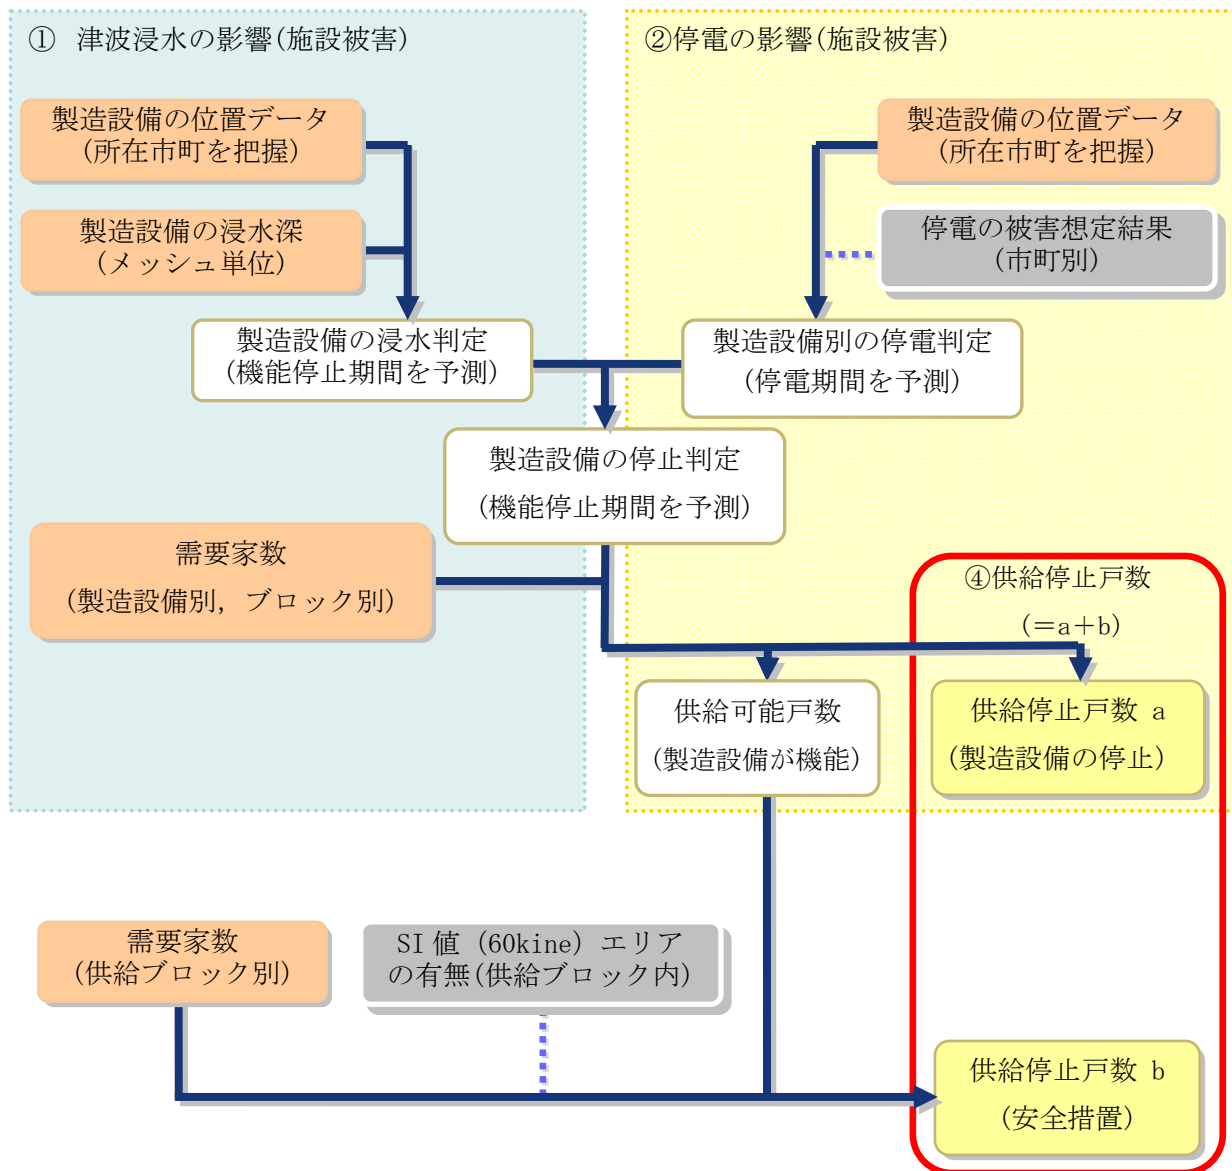 ① 津波浸水の影響(施設被害)
②停電の影響(施設被害)
製造設備の位置データ
(所在市町を把握)
製造設備の位置データ
(所在市町を把握)
製造設備の浸水深
(メッシュ単位)
停電の被害想定結果
(市町別)
製造設備の浸水判定
(機能停止期間を予測)
製造設備別の停電判定
(停電期間を予測)
製造設備の停止判定
(機能停止期間を予測)
需要家数
(製造設備別, ブロック別)
④供給停止戸数
(=a+b)
供給可能戸数
(製造設備が機能)
供給停止戸数 a
(製造設備の停止)
需要家数
(供給ブロック別)
SI値(60kine)エリア
の有無(供給ブロック内)
供給停止戸数 b
(安全措置)